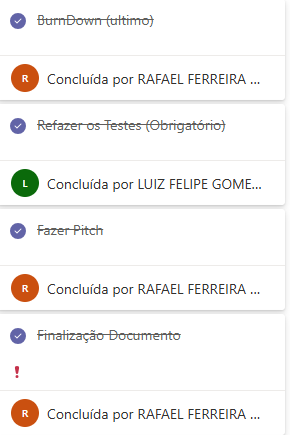 BurnDown (ultimo)
R Concluída por RAFAEL FERREIRA ...
Refazer os Testes (Obrigatório)
L Concluída por LUIZ FELIPE GOME...
Fazer Pitch
R Concluída por RAFAEL FERREIRA ...
Finalização Documento
!
R Concluída por RAFAEL FERREIRA ...